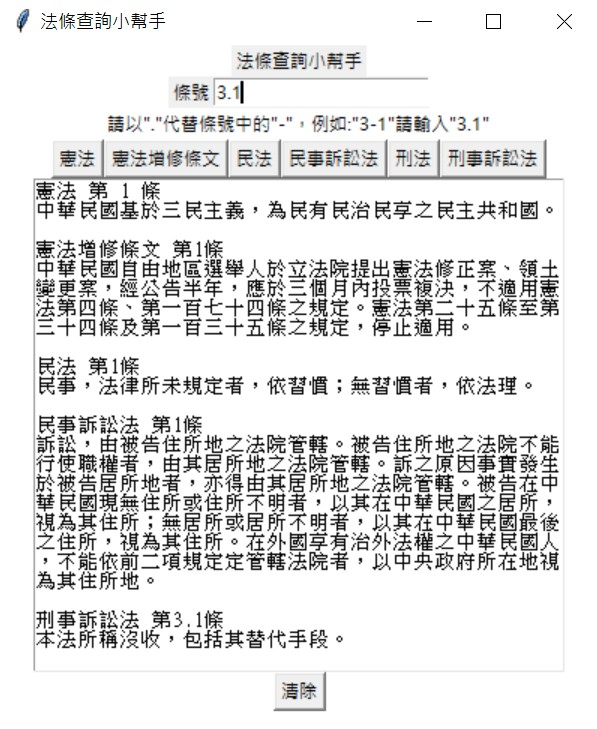 法條查詢小幫手
法條查詢小幫手
條號 3.1
請以"."代替條號中的"-"，例如:"3-1"請輸入"3.1"
憲法 憲法增修條文 民法 民事訴訟法 刑法 刑事訴訟法
憲法 第 1 條
中華民國基於三民主義，為民有民治民享之民主共和國。
憲法增修條文 第1條
中華民國自由地區選舉人於立法院提出憲法修正案、領土
變更案，經公告半年，應於三個月內投票複決，不適用憲
法第四條、第一百七十四條之規定。憲法第二十五條至第
三十四條及第一百三十五條之規定，停止適用。
民法 第1條
民事，法律所未規定者，依習慣；無習慣者，依法理。
民事訴訟法 第1條
訴訟，由被告住所地之法院管轄。被告住所地之法院不能
行使職權者，由其居所地之法院管轄。訴之原因事實發生
於被告居所地者，亦得由其居所地之法院管轄。被告在中
華民國現無住所或住所不明者，以其在中華民國之居所，
視為其住所；無居所或居所不明者，以其在中華民國最後
之住所，視為其住所。在外國享有治外法權之中華民國人
，不能依前二項規定定管轄法院者，以中央政府所在地視
為其住所地。
刑事訴訟法 第3.1條
本法所稱沒收，包括其替代手段。
清除